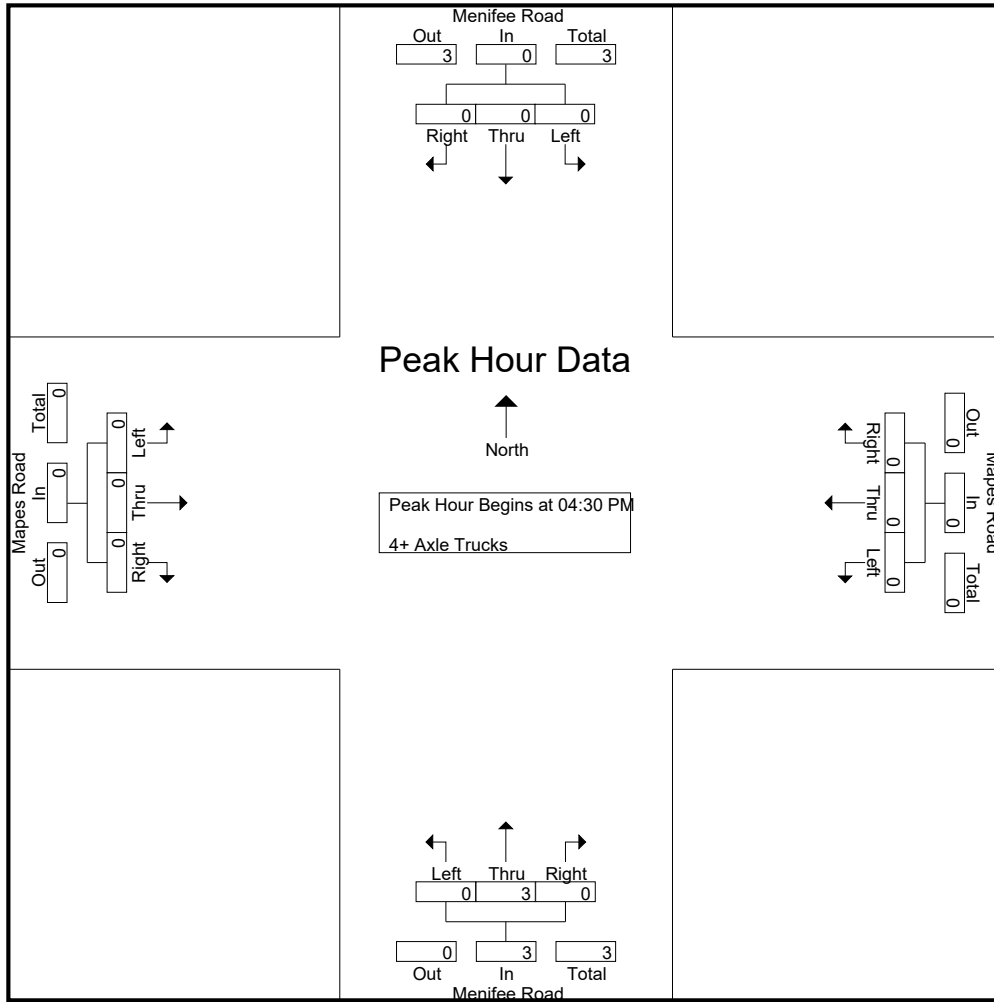 Menifee Road
Out In Total
3 0 3
0 0 0
Right Thru Left
Peak Hour Data
North
Peak Hour Begins at 04:30 PM
4+ Axle Trucks
Mapes Road
Out In Total
0 0 0
0 0 0
Right Thru Left
Mapes Road
Out In Total
0 0 0
0 0 0
Right Thru Left
Left Thru Right
0 3 0
0 3 3
Out In Total
Menifee Road